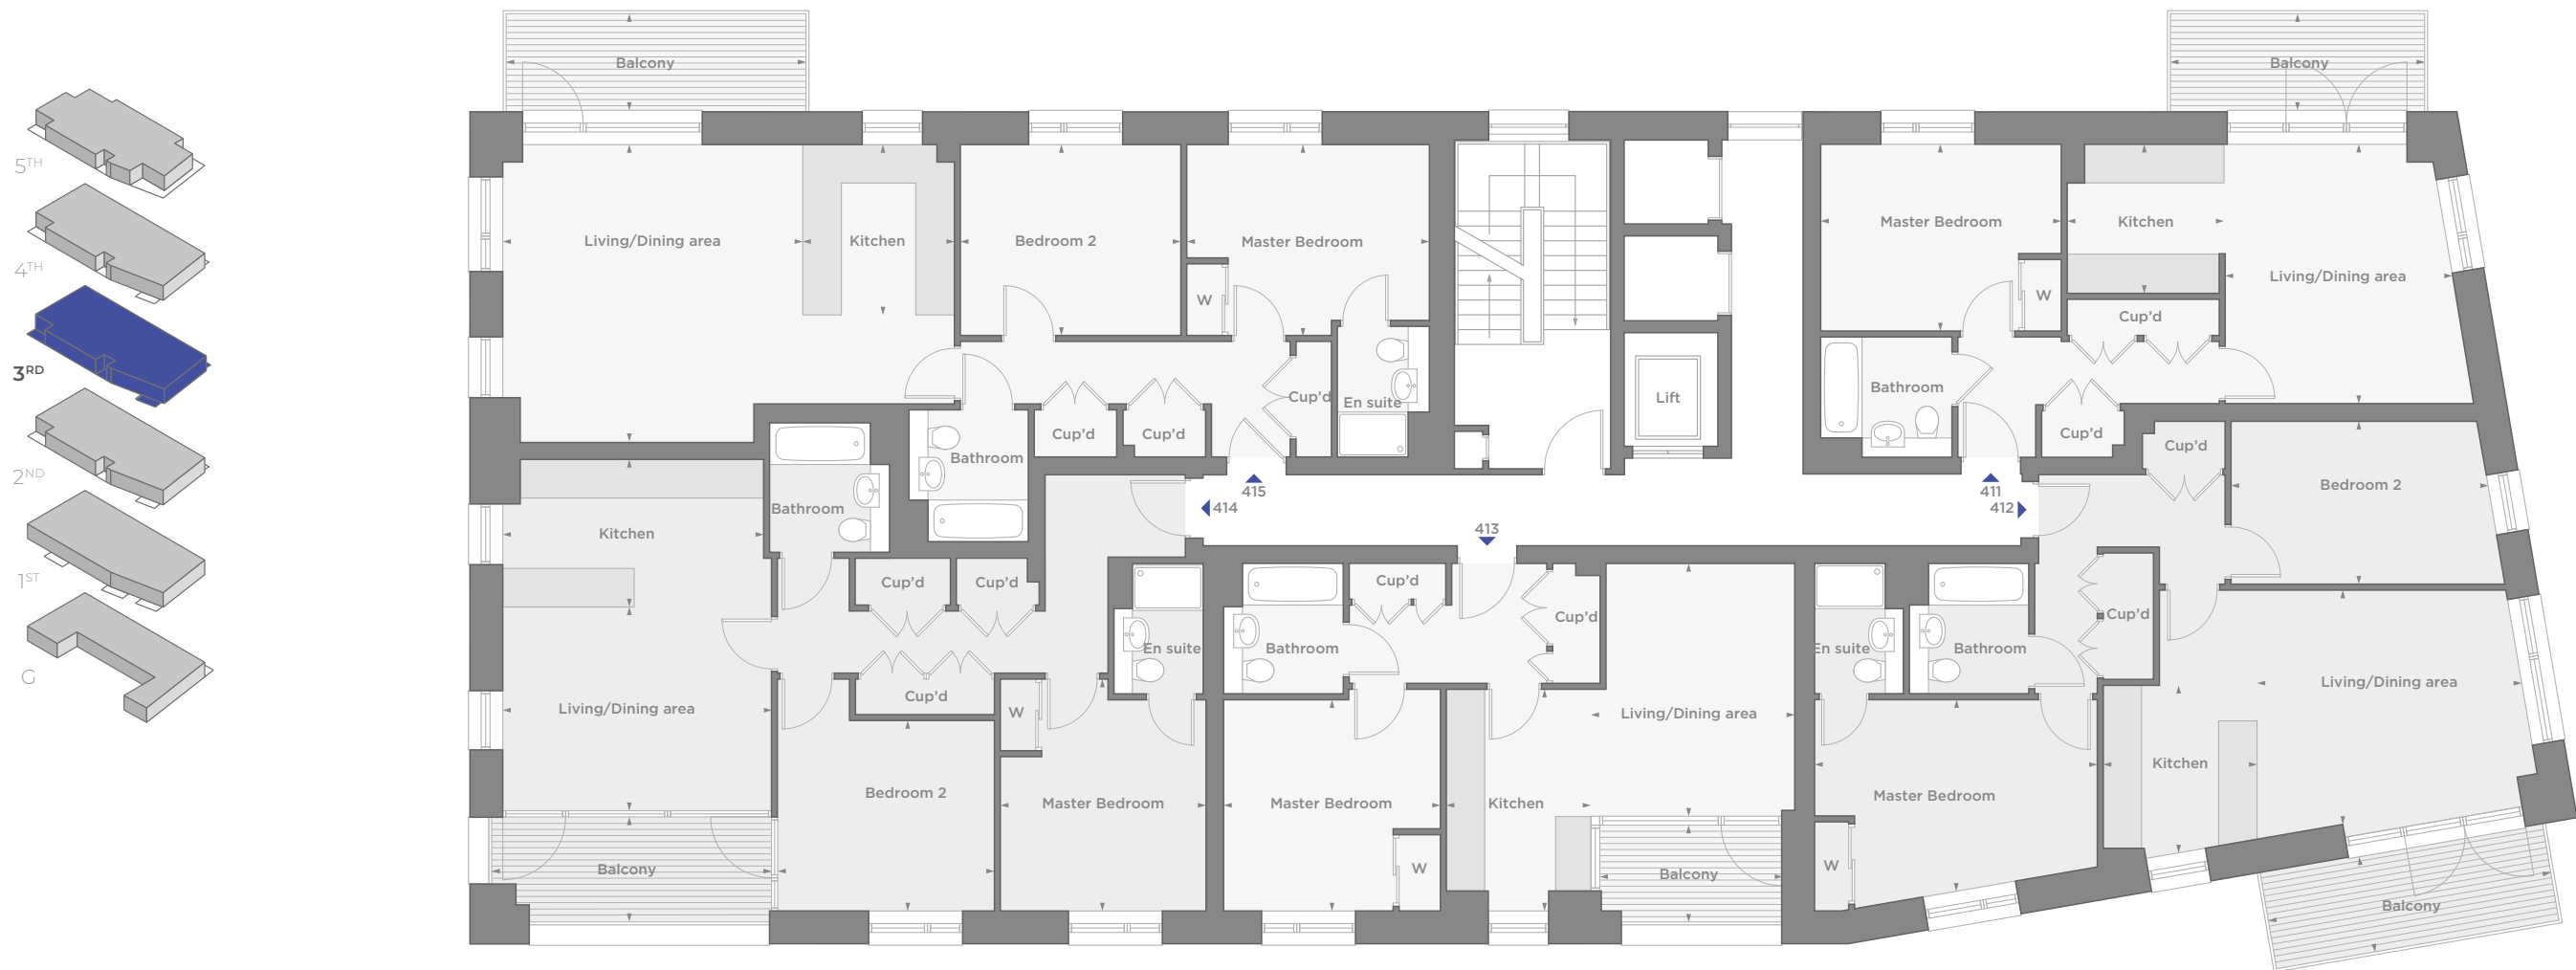 5TH
4TH
3RD
2ND
1ST
G
Balcony
Balcony
Living/Dining area
Kitchen
Bedroom 2
Master Bedroom
W
Cup'd
En suite
Bathroom
Cup'd
Cup'd
Lift
Master Bedroom
Kitchen
Living/Dining area
W
Cup'd
Bathroom
Cup'd
Cup'd
Bedroom 2
415
414
413
411
412
Kitchen
Bathroom
Cup'd
Cup'd
Living/Dining area
Cup'd
En suite
W
Bedroom 2
Master Bedroom
Balcony
Bathroom
Cup'd
Cup'd
Living/Dining area
Master Bedroom
Kitchen
W
Balcony
En suite
Bathroom
Cup'd
Living/Dining area
Kitchen
Master Bedroom
W
Balcony